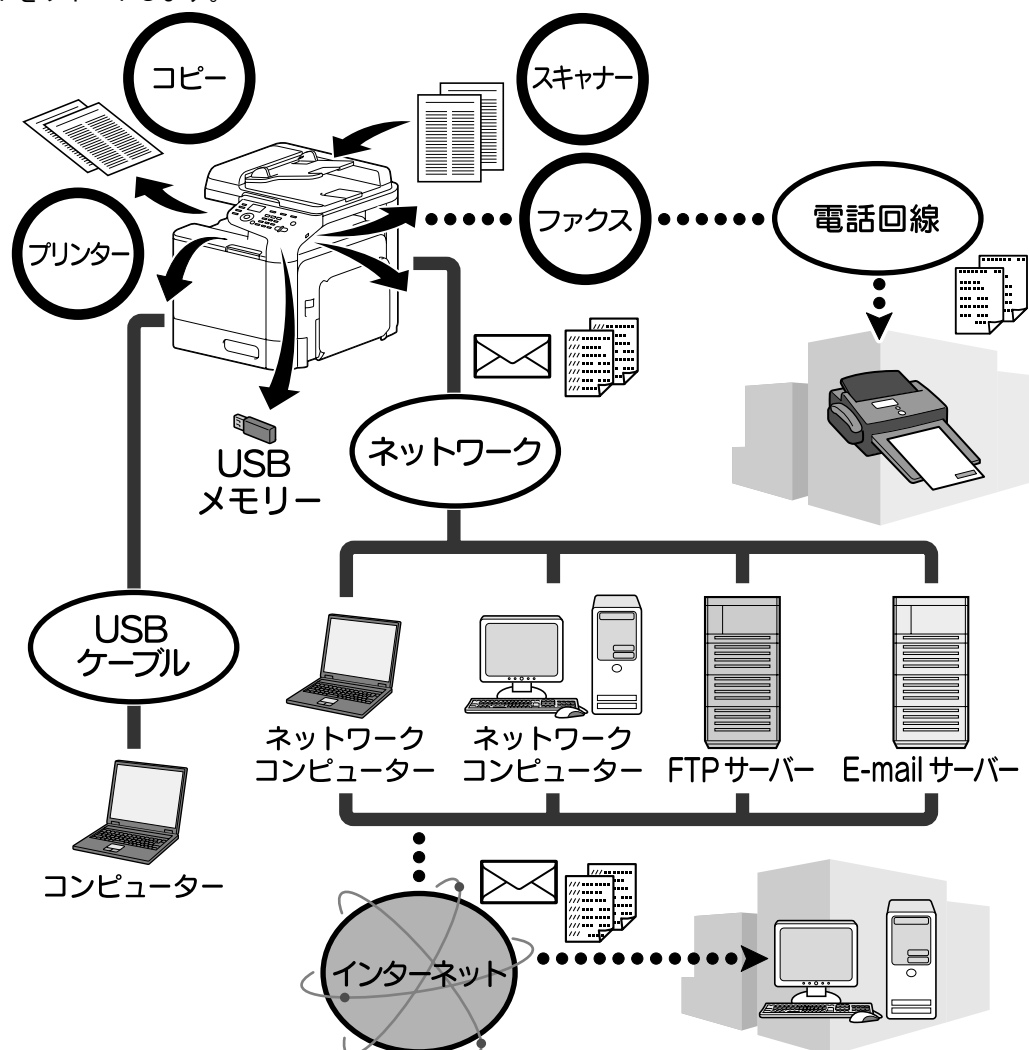 コピー
スキャナー
プリンター
ファクス
電話回線
USB
メモリー
ネットワーク
USB
ケーブル
ネットワーク
コンピューター
ネットワーク
コンピューター
FTP サーバー
E-mail サーバー
コンピューター
インターネット